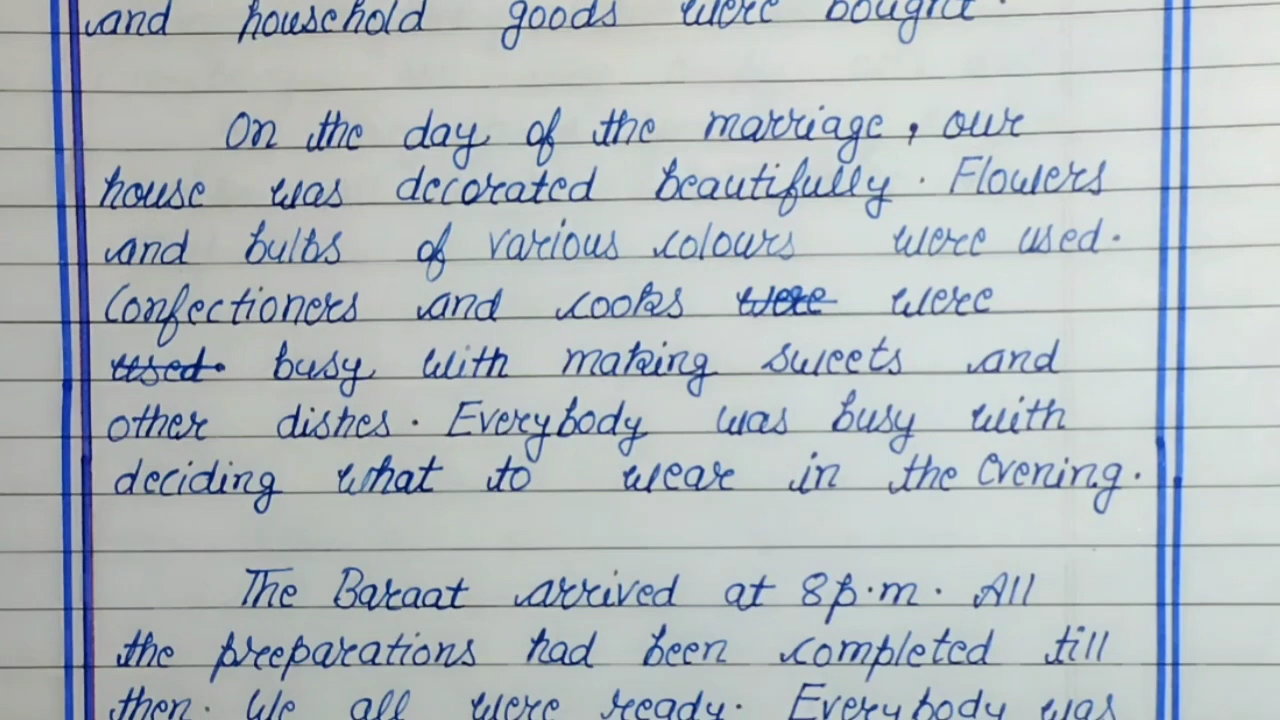 and household goods were bought.
On the day of the marriage, our
house was decorated beautifully. Flowers
and bulbs of various colours were used.
Confectioners and cooks were were
used. busy with making sweets and
other dishes. Everybody was busy with
deciding what to wear in the evening.
The Baraat arrived at 8p.m. All
the preparations had been completed till
then. We all were ready. Everybody was